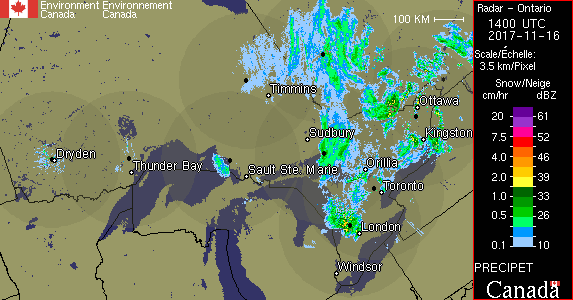 Environment Environnement
Canada Canada
100 KM
Timmins
Ottawa
Sudbury
Kingston
Dryden
Thunder Bay
Sault Ste. Marie
Orillia
Toronto
London
Windsor
Radar - Ontario
1400 UTC
2017-11-16
Scale/Échelle:
3.5 km/Pixel
Snow/Neige
cm/hr dBZ
20 61
7.5 52
4.0 46
2.0 39
1.0 33
0.5 26
0.1 10
PRECIPET
Canada